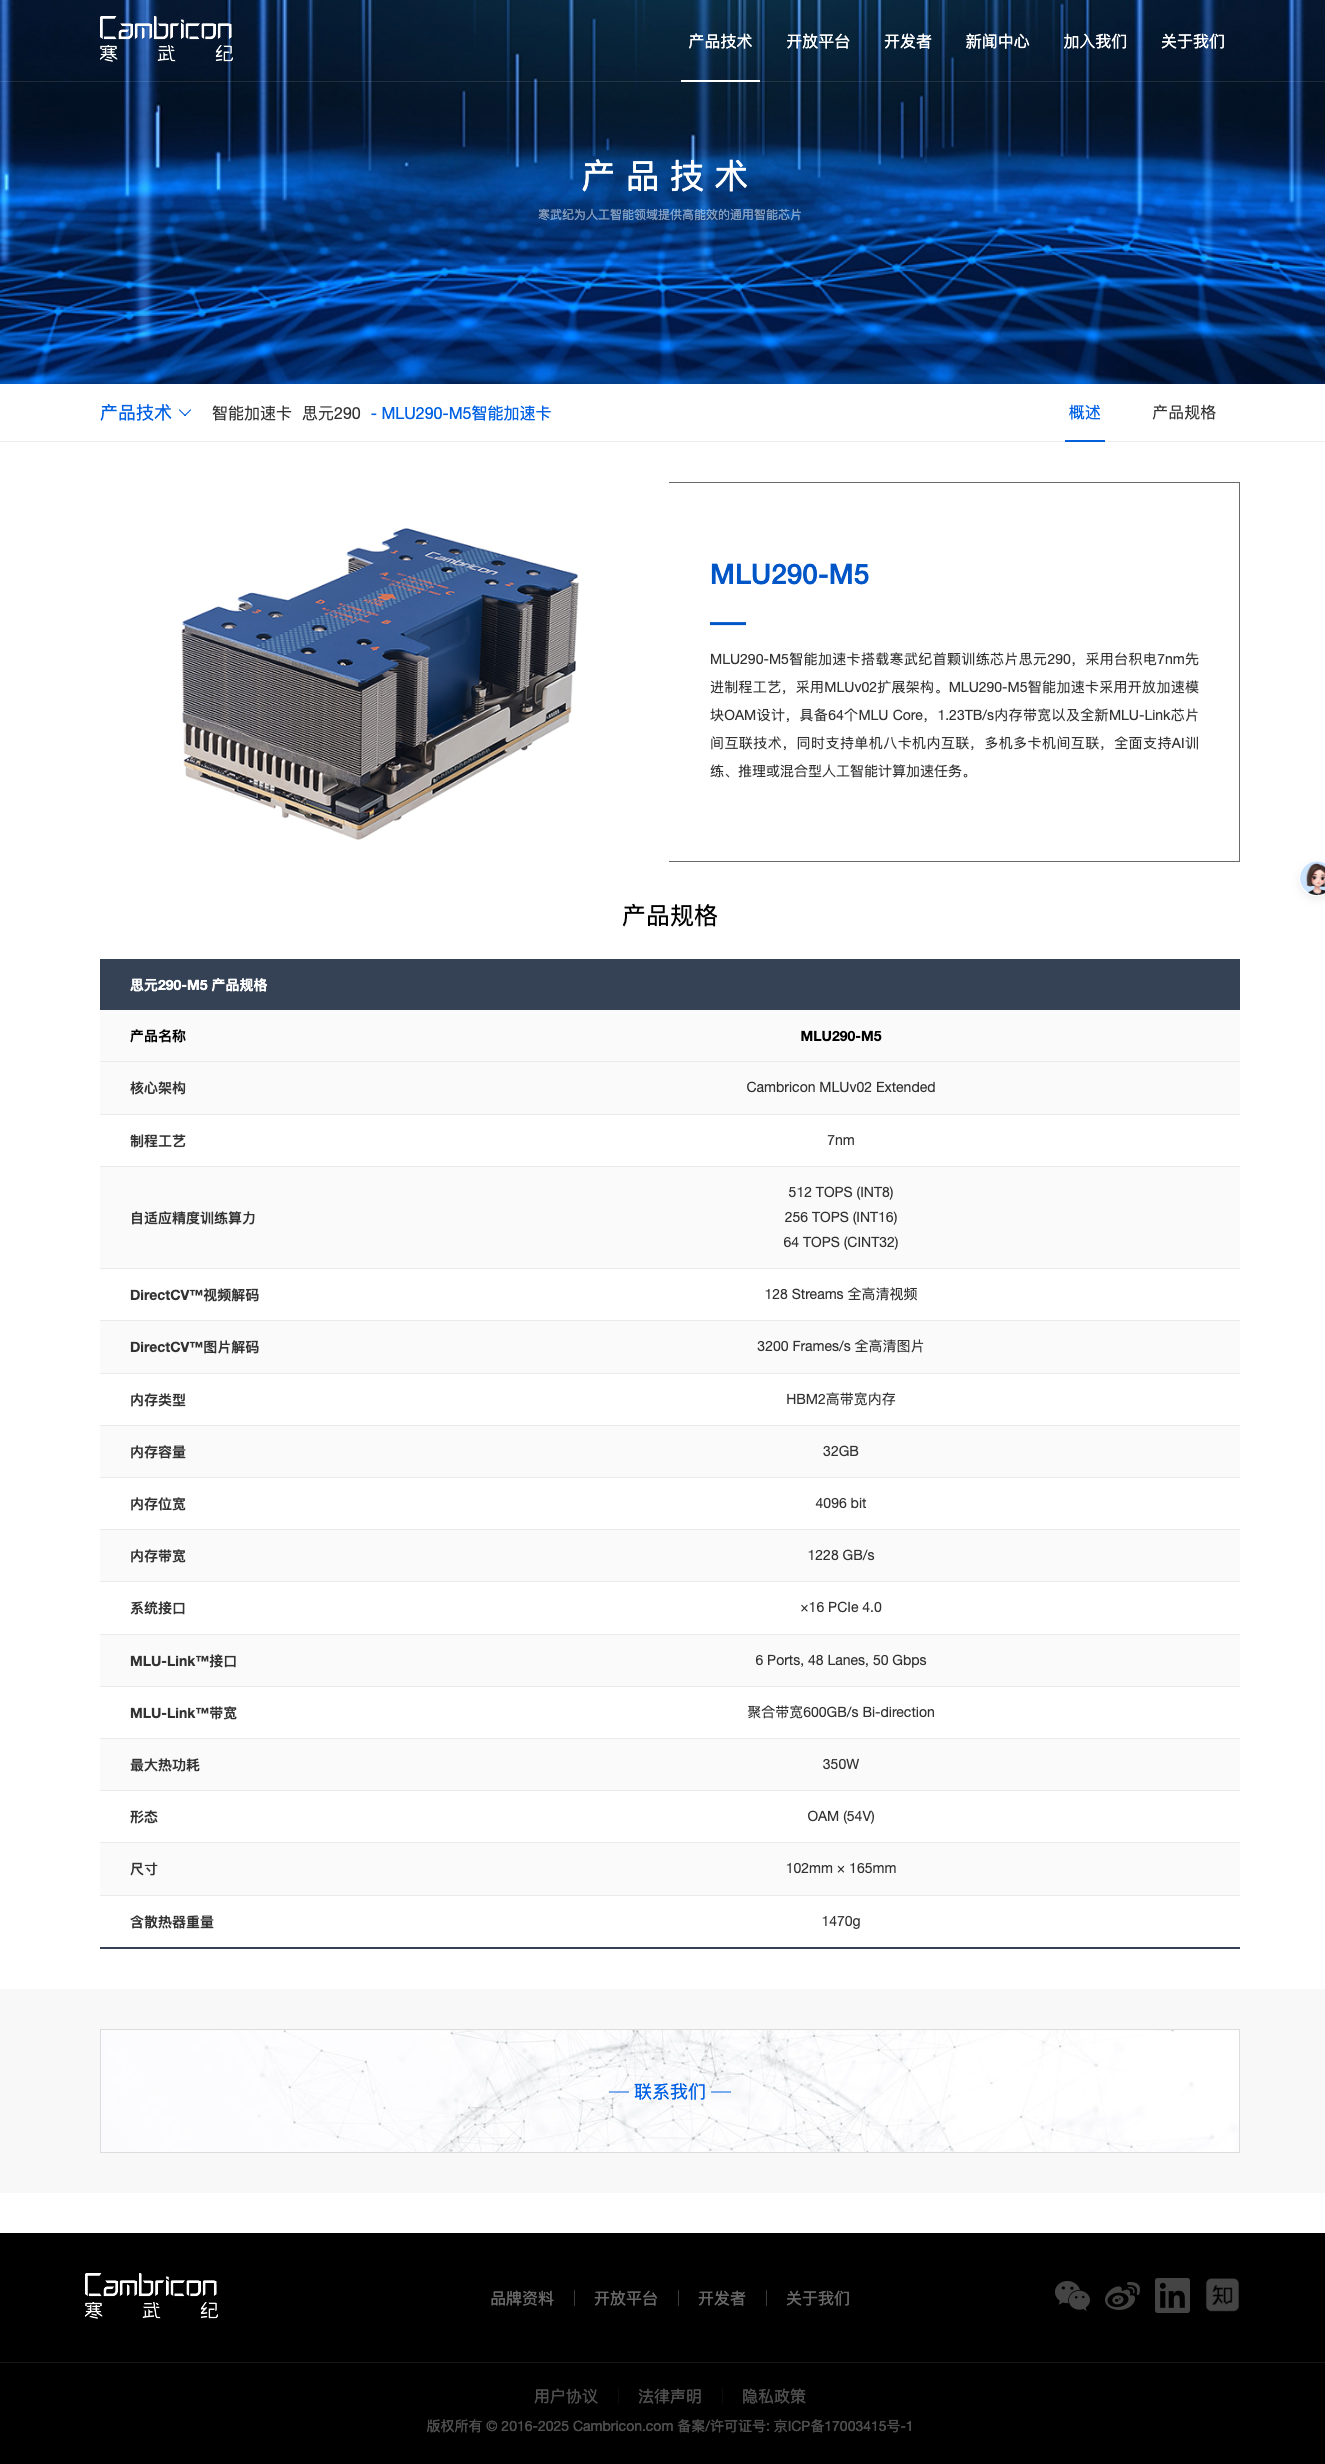 Cambricon
寒武纪
产品技术
开放平台
开发者
新闻中心
加入我们
关于我们
产品技术
寒武纪为人工智能领域提供高能效的通用智能芯片
产品技术 智能加速卡 思元290 - MLU290-M5智能加速卡
概述
产品规格
Cambricon
MLU290-M5
MLU290-M5智能加速卡搭载寒武纪首颗训练芯片思元290，采用台积电7nm先
进制程工艺，采用MLUv02扩展架构。MLU290-M5智能加速卡采用开放加速模
块OAM设计，具备64个MLU Core，1.23TB/s内存带宽以及全新MLU-Link芯片
间互联技术，同时支持单机八卡机内互联，多机多卡机间互联，全面支持AI训
练、推理或混合型人工智能计算加速任务。
产品规格
思元290-M5 产品规格
产品名称 MLU290-M5
核心架构 Cambricon MLUv02 Extended
制程工艺 7nm
自适应精度训练算力
512 TOPS (INT8)
256 TOPS (INT16)
64 TOPS (CINT32)
DirectCV™视频解码 128 Streams 全高清视频
DirectCV™图片解码 3200 Frames/s 全高清图片
内存类型 HBM2高带宽内存
内存容量 32GB
内存位宽 4096 bit
内存带宽 1228 GB/s
系统接口 ×16 PCIe 4.0
MLU-Link™接口 6 Ports, 48 Lanes, 50 Gbps
MLU-Link™带宽 聚合带宽600GB/s Bi-direction
最大热功耗 350W
形态 OAM (54V)
尺寸 102mm × 165mm
含散热器重量 1470g
— 联系我们 —
Cambricon
寒武纪
品牌资料
开放平台
开发者
关于我们
in
知
用户协议
法律声明
隐私政策
版权所有 © 2016-2025 Cambricon.com 备案/许可证号: 京ICP备17003415号-1